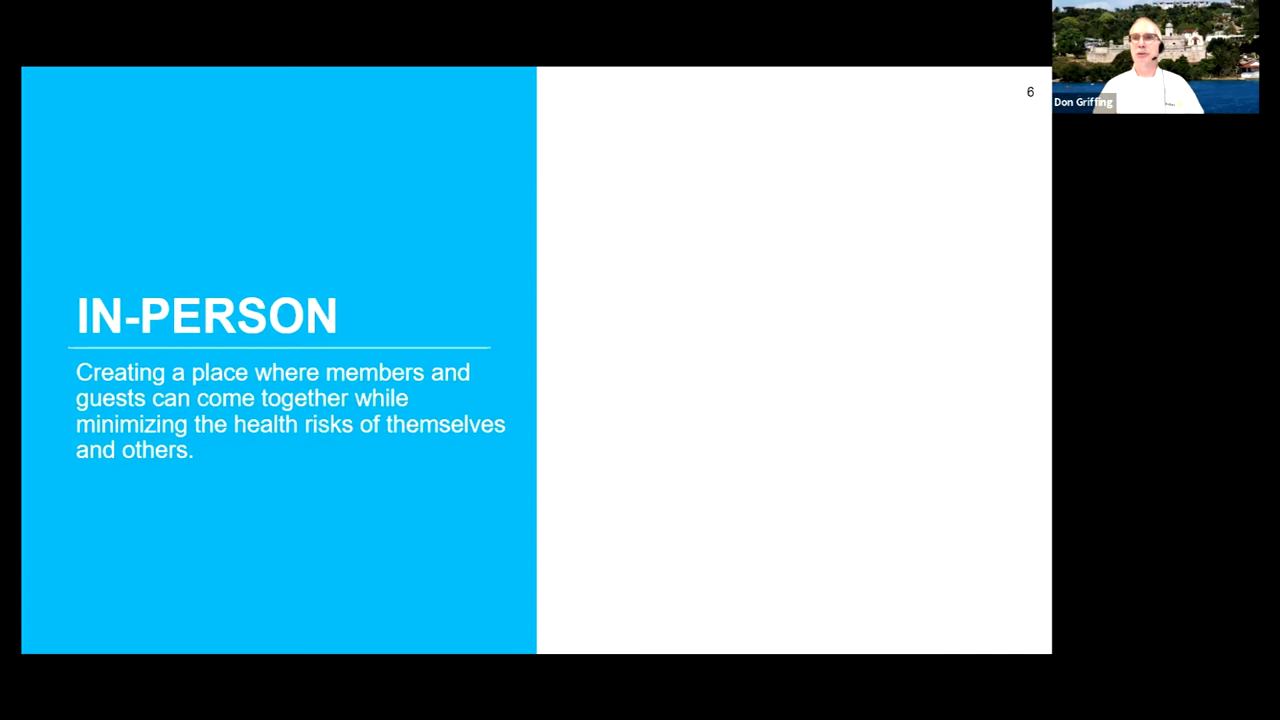 6
Don Griffing
IN-PERSON
Creating a place where members and
guests can come together while
minimizing the health risks of themselves
and others.